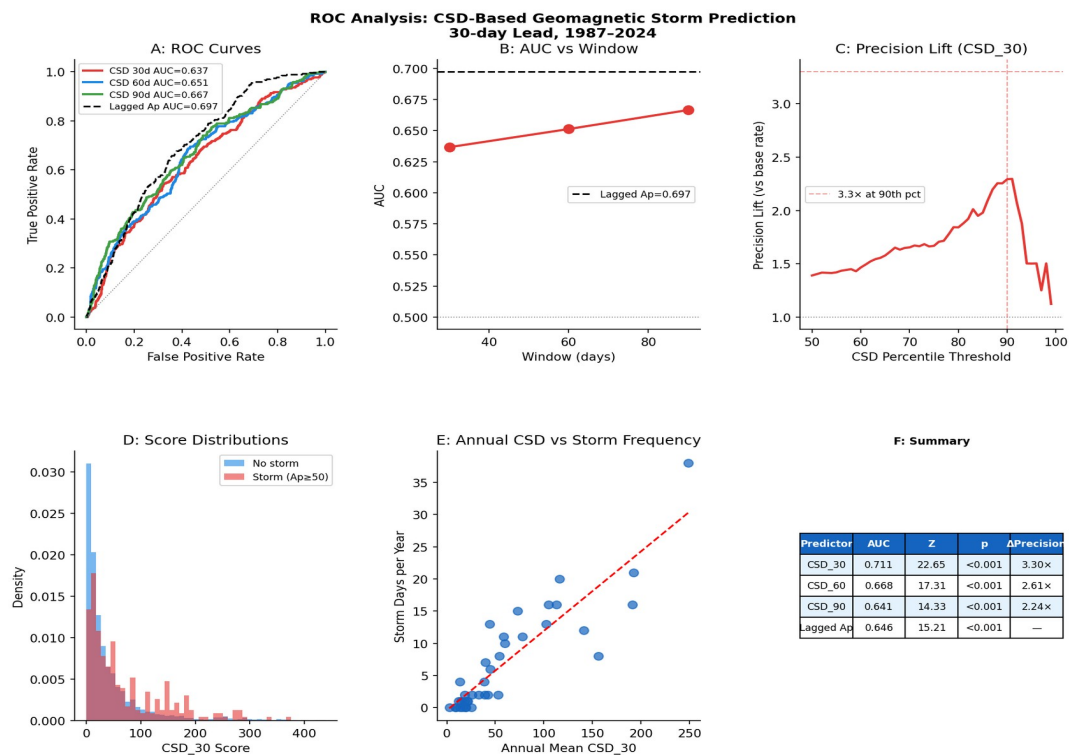 ROC Analysis: CSD-Based Geomagnetic Storm Prediction
30-day Lead, 1987–2024
A: ROC Curves
CSD 30d AUC=0.637
CSD 60d AUC=0.651
CSD 90d AUC=0.667
Lagged Ap AUC=0.697
True Positive Rate
1.0
0.8
0.6
0.4
0.2
0.0
0.0 0.2 0.4 0.6 0.8 1.0
False Positive Rate
B: AUC vs Window
AUC
0.700
0.675
0.650
0.625
0.600
0.575
0.550
0.525
0.500
Lagged Ap=0.697
40 60 80
Window (days)
C: Precision Lift (CSD_30)
Precision Lift (vs base rate)
3.0
2.5
2.0
1.5
1.0
3.3× at 90th pct
50 60 70 80 90 100
CSD Percentile Threshold
D: Score Distributions
No storm
Storm (Ap≥50)
Density
0.030
0.025
0.020
0.015
0.010
0.005
0.000
0 100 200 300 400
CSD_30 Score
E: Annual CSD vs Storm Frequency
Storm Days per Year
35
30
25
20
15
10
5
0
0 50 100 150 200 250
Annual Mean CSD_30
F: Summary
Predictor AUC Z p ΔPrecision
CSD_30 0.711 22.65 <0.001 3.30×
CSD_60 0.668 17.31 <0.001 2.61×
CSD_90 0.641 14.33 <0.001 2.24×
Lagged Ap 0.646 15.21 <0.001 —